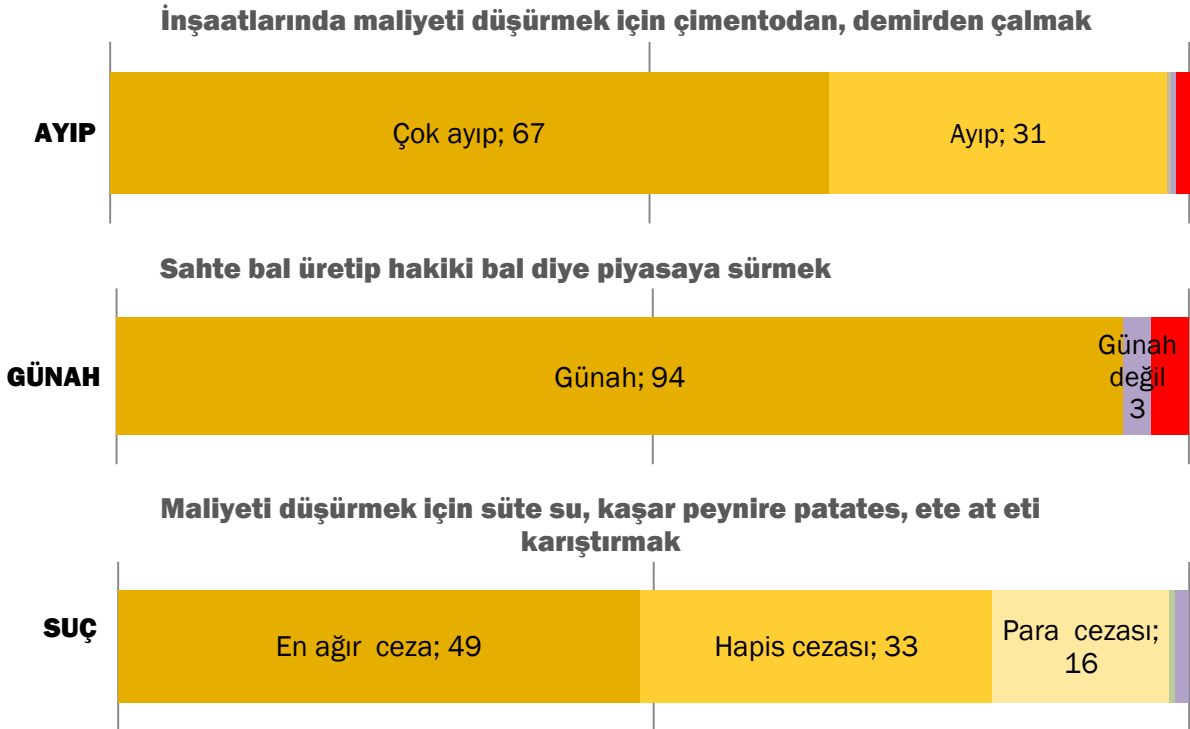 İnşaatlarında maliyeti düşürmek için çimentodan, demirden çalmak
AYIP
Çok ayıp; 67
Ayıp; 31
Sahte bal üretip hakiki bal diye piyasaya sürmek
GÜNAH
Günah; 94
Günah
değil
3
Maliyeti düşürmek için süte su, kaşar peynire patates, ete at eti
karıştırmak
SUÇ
En ağır ceza; 49
Hapis cezası; 33
Para cezası;
16